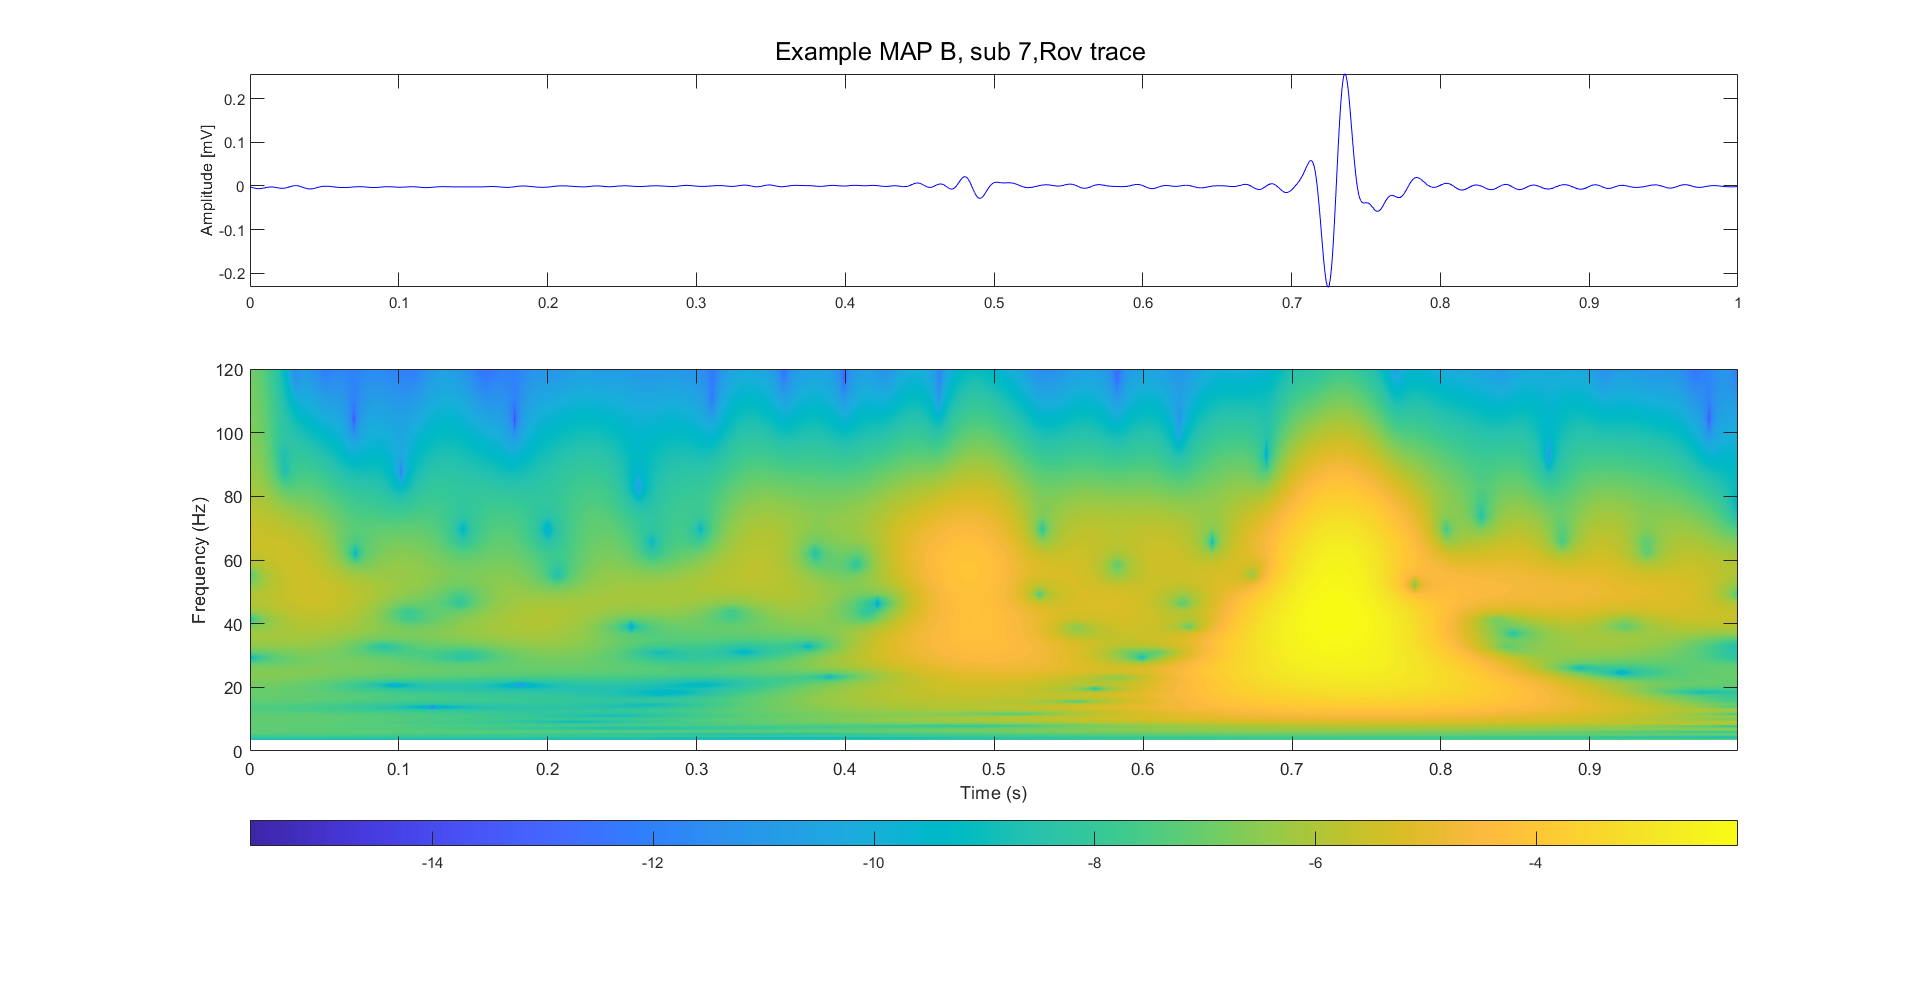 Example MAP B, sub 7,Rov trace
Amplitude [mV]
0.2
0.1
0
-0.1
-0.2
0 0.1 0.2 0.3 0.4 0.5 0.6 0.7 0.8 0.9 1
Frequency (Hz)
120
100
80
60
40
20
0
0 0.1 0.2 0.3 0.4 0.5 0.6 0.7 0.8 0.9
Time (s)
-14 -12 -10 -8 -6 -4